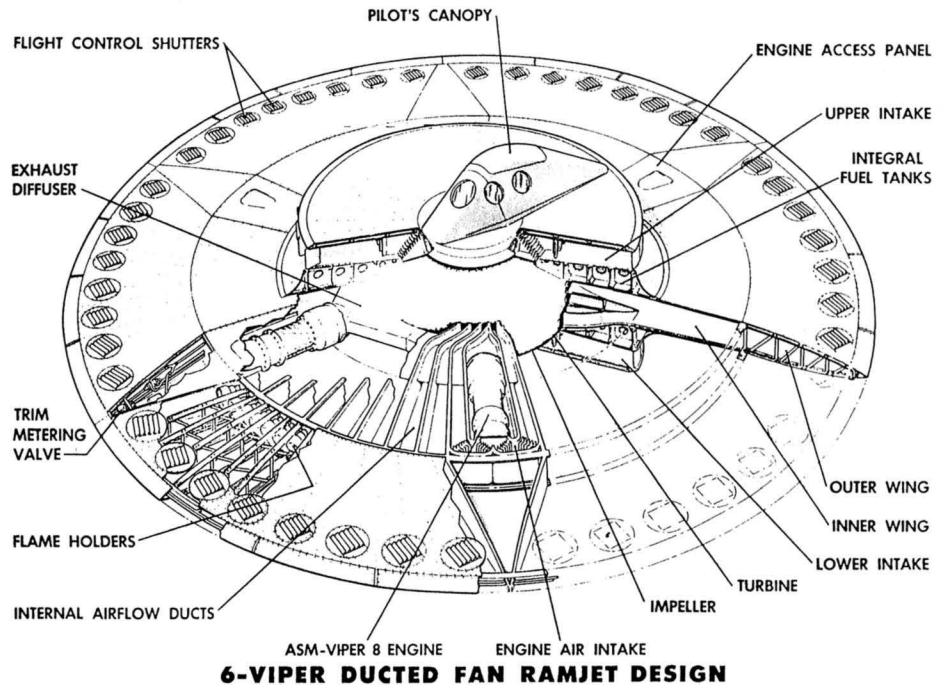 PILOT'S CANOPY
FLIGHT CONTROL SHUTTERS
ENGINE ACCESS PANEL
UPPER INTAKE
EXHAUST
DIFFUSER
INTEGRAL
FUEL TANKS
TRIM
METERING
VALVE
OUTER WING
INNER WING
FLAME HOLDERS
LOWER INTAKE
TURBINE
INTERNAL AIRFLOW DUCTS
IMPELLER
ASM-VIPER 8 ENGINE
ENGINE AIR INTAKE
6-VIPER DUCTED FAN RAMJET DESIGN